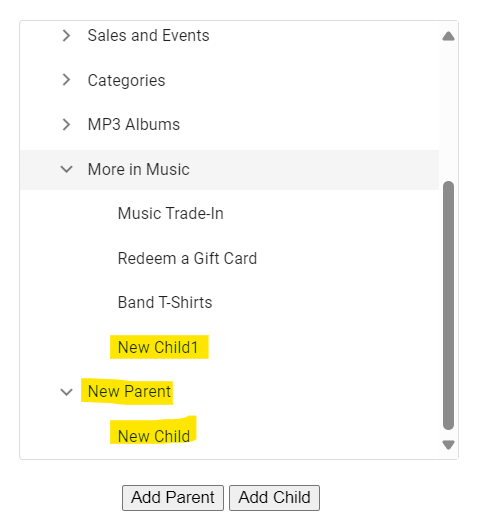 Sales and Events
Categories
MP3 Albums
More in Music
Music Trade-In
Redeem a Gift Card
Band T-Shirts
New Child1
New Parent
New Child
Add Parent Add Child